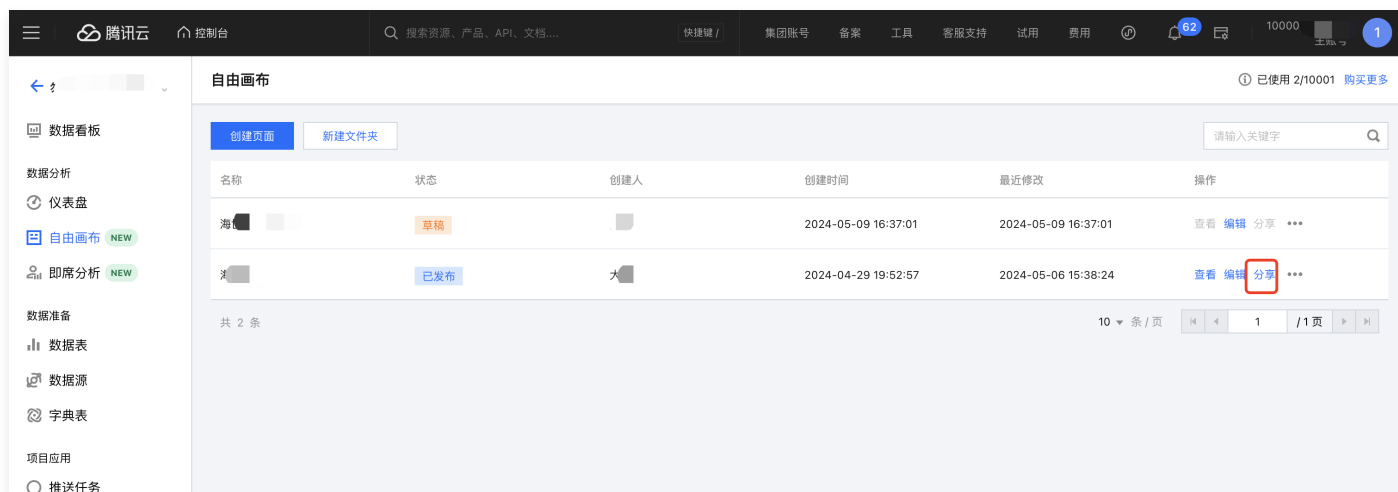 腾讯云 控制台 搜索资源、产品、API、文档.... 快捷键 / 集团账号 备案 工具 客服支持 试用 费用 62 10000 1
自由画布 已使用 2/10001 购买更多
数据看板
创建页面 新建文件夹 请输入关键字
数据分析
名称 状态 创建人 创建时间 最近修改 操作
仪表盘
海 草稿 2024-05-09 16:37:01 2024-05-09 16:37:01 查看 编辑 分享 •••
自由画布 NEW
即席分析 NEW
已发布 大 2024-04-29 19:52:57 2024-05-06 15:38:24 查看 编辑 分享 •••
数据准备
共 2 条 10 条 / 页 1 / 1 页
数据表
数据源
字典表
项目应用
推送任务